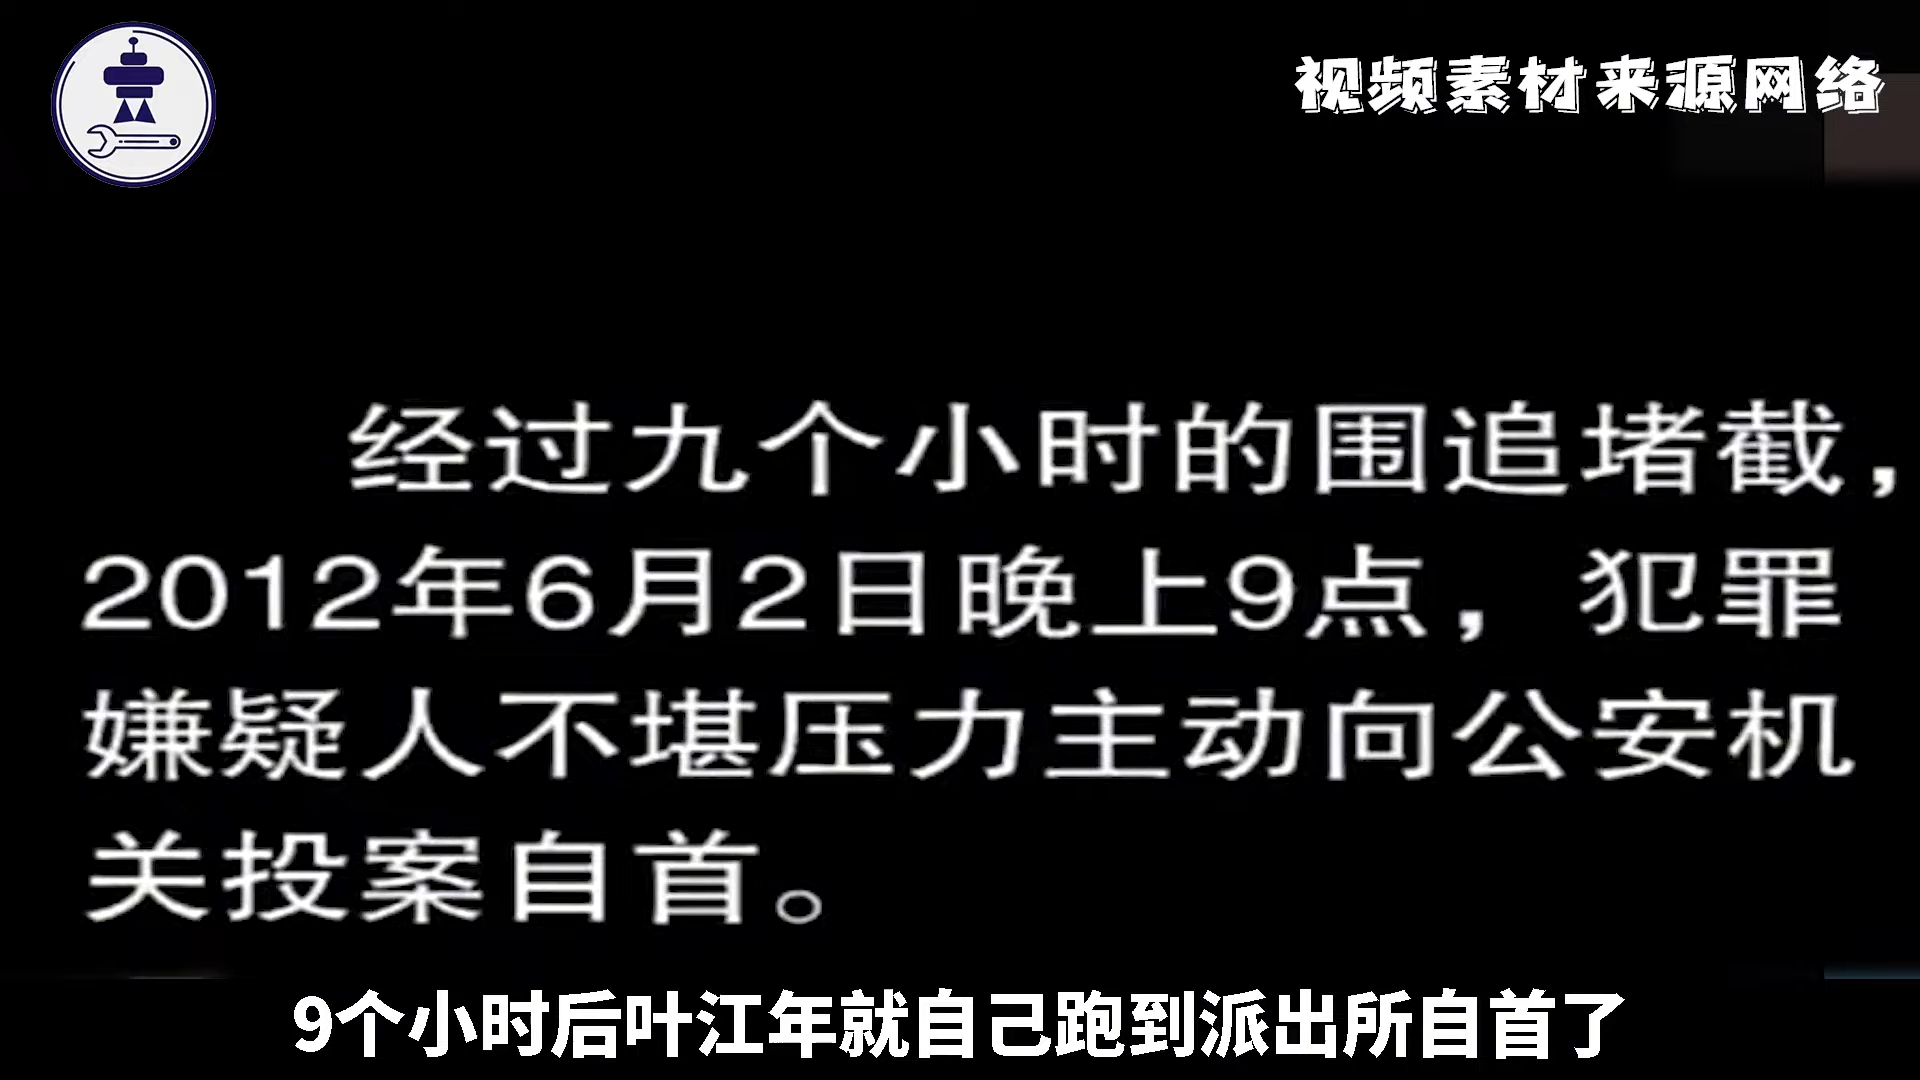 视频素材来源网络
经过九个小时的围追堵截，
2012年6月2日晚上9点，犯罪
嫌疑人不堪压力主动向公安机
关投案自首。
9个小时后叶江年就自己跑到派出所自首了